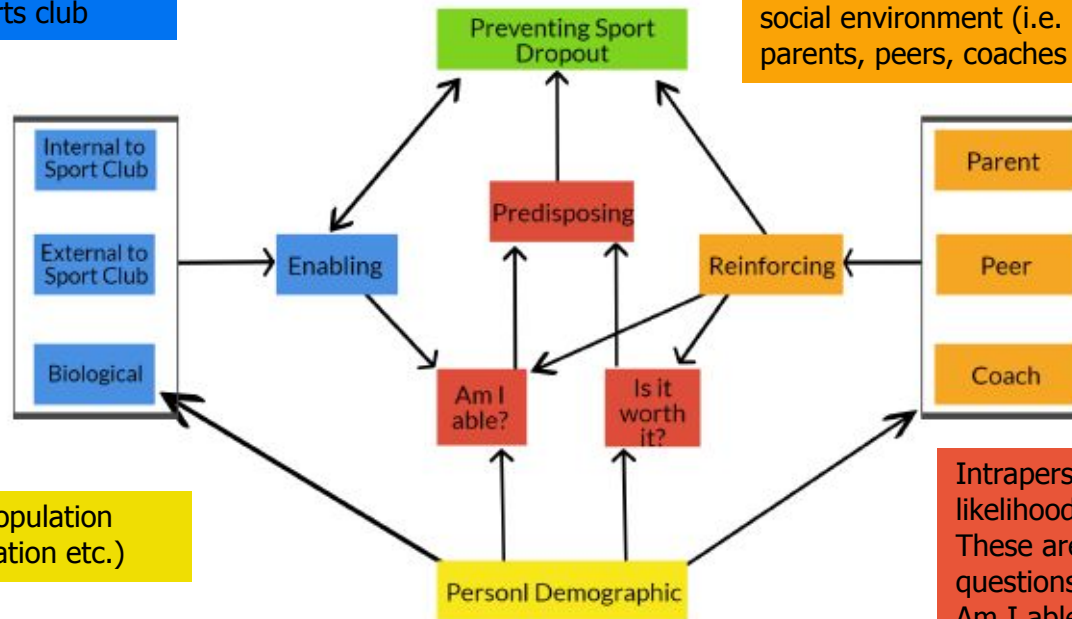 rts club
Preventing Sport
Dropout
social environment (i.e.
parents, peers, coaches
Internal to
Sport Club
External to
Sport Club
Biological
Enabling
Predisposing
Reinforcing
Parent
Peer
Coach
Am I
able?
Is it
worth
it?
opulation
ation etc.)
Personl Demographic
Intrapers
likelihood
These are
questions
Am I able